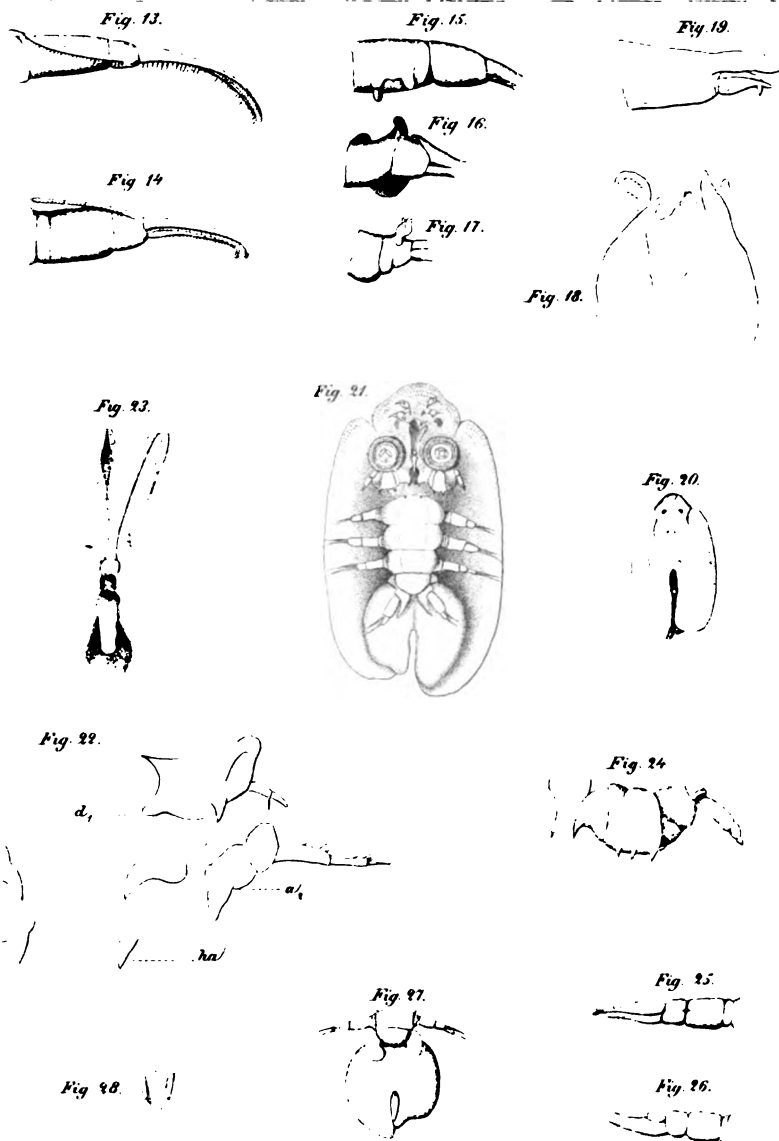 Fig. 13.
Fig. 15.
Fig. 19.
Fig. 16.
Fig. 14
Fig. 17.
Fig. 18.
Fig. 21.
Fig. 23.
Fig. 20.
Fig. 22.
Fig. 24
d,
a₂
ha
Fig. 25.
Fig. 27.
Fig. 28.
Fig. 26.